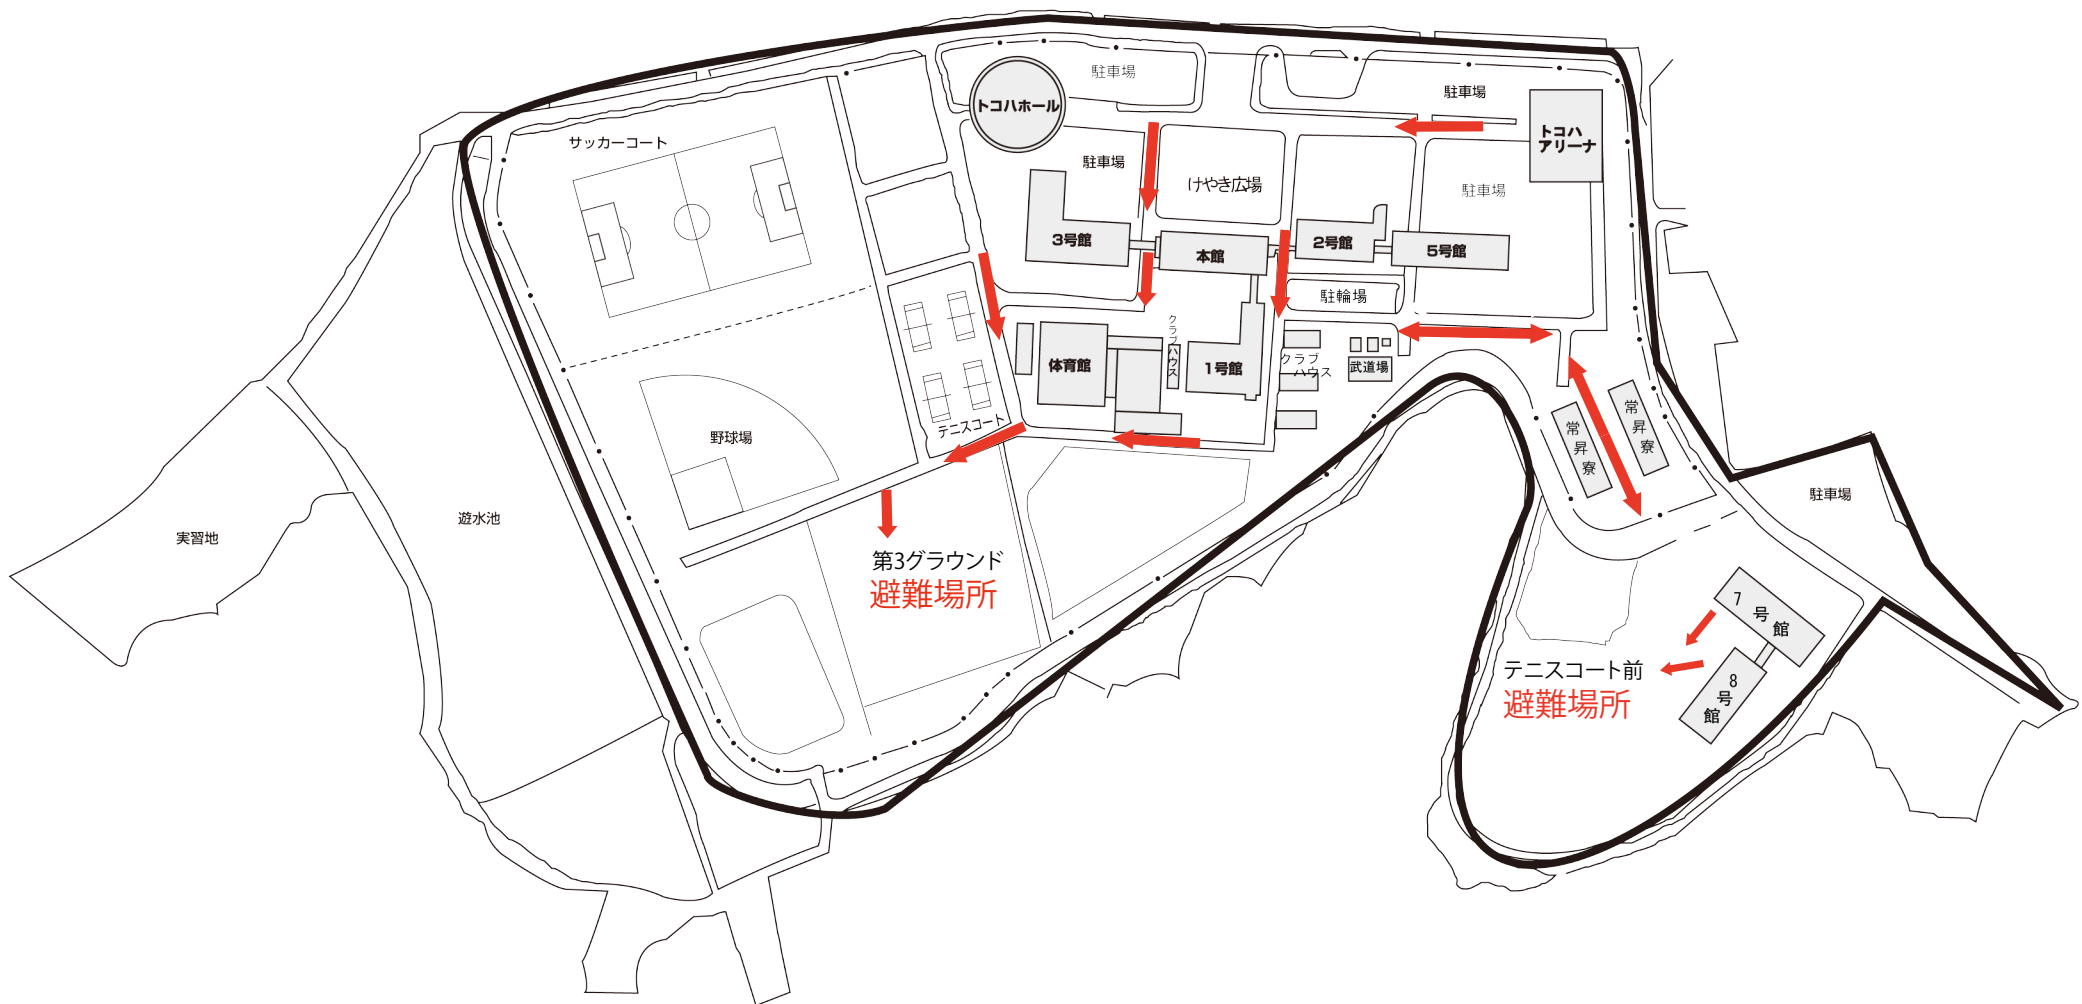 駐車場
駐車場
トコハホール
トコハ
アリーナ
サッカーコート
駐車場
けやき広場
駐車場
3号館
本館
2号館
5号館
駐輪場
クラブハウス
体育館
1号館
クラブ
ハウス
武道場
常昇寮
常昇寮
テニスコート
野球場
駐車場
遊水池
実習地
第3グラウンド
避難場所
7号館
テニスコート前
避難場所
8号館